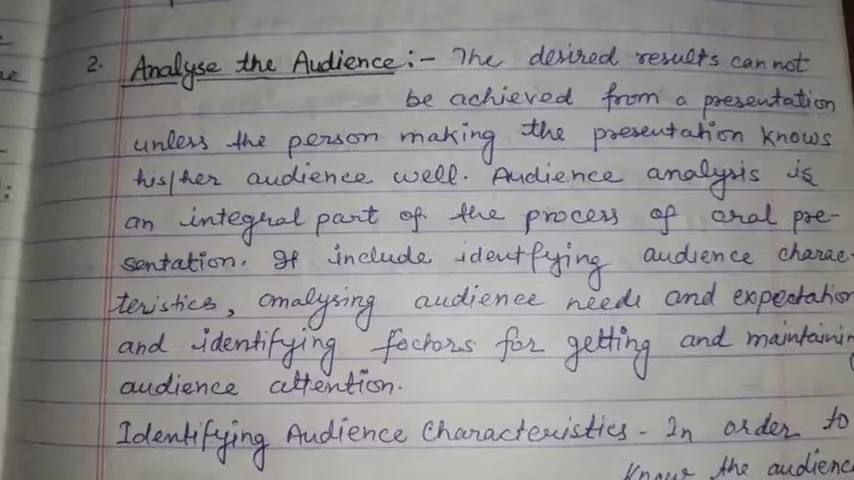 2. Analyse the Audience :- The desired results can not
be achieved from a presentation
unless the person making the presentation knows
his/her audience well. Audience analysis is
an integral part of the process of oral pre-
sentation. It include identfying audience charac-
teristics, analysing audience needs and expectation
and identifying factors for getting and maintainin
audience attention.
Identifying Audience Characteristics - In order to
know the audience